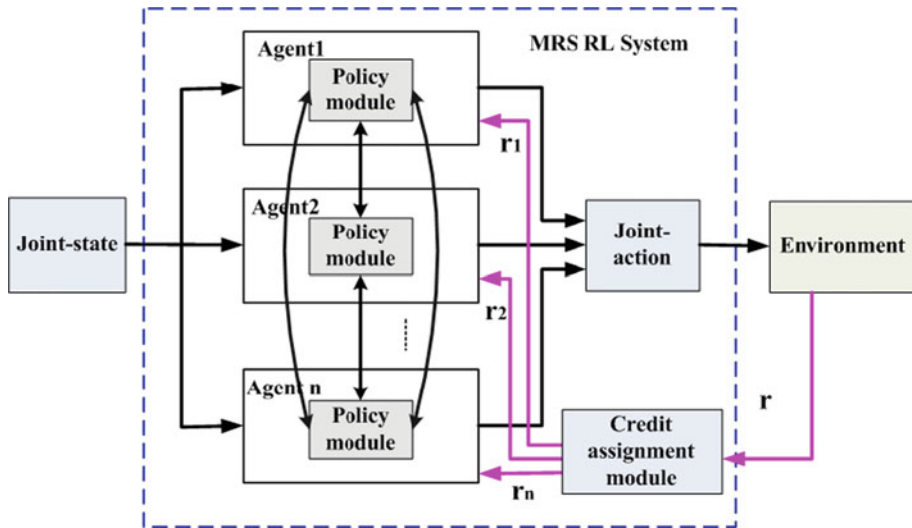 MRS RL System
Agent1
Policy
module
r1
Agent2
Policy
module
Joint-state
Joint-
action
Environment
r2
Agent n
Policy
module
Credit
assignment
module
r
rn